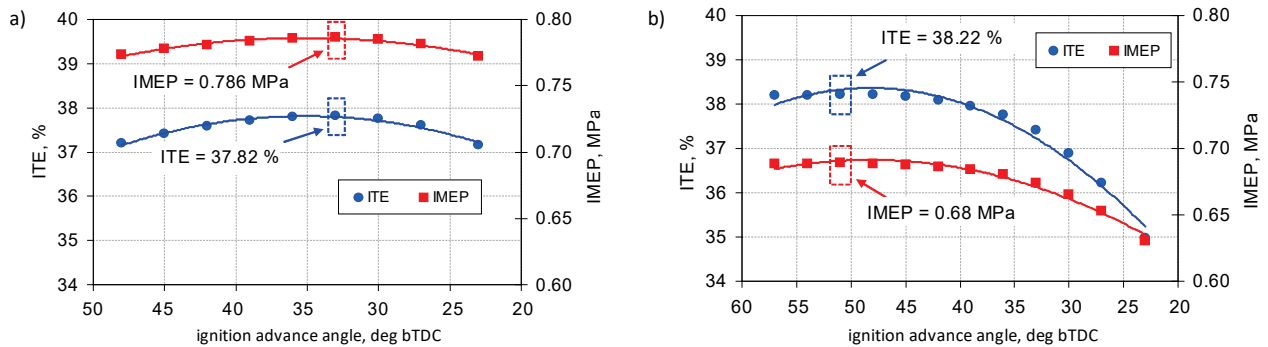 a)
40
39
38
37
36
35
34
ITE, %
IMEP = 0.786 MPa
ITE = 37.82 %
ITE IMEP
0.80
0.75
0.70
0.65
0.60
IMEP, MPa
50 45 40 35 30 25 20
ignition advance angle, deg bTDC
b)
40
39
38
37
36
35
34
ITE, %
ITE = 38.22 %
ITE IMEP
IMEP = 0.68 MPa
0.80
0.75
0.70
0.65
0.60
IMEP, MPa
60 55 50 45 40 35 30 25 20
ignition advance angle, deg bTDC